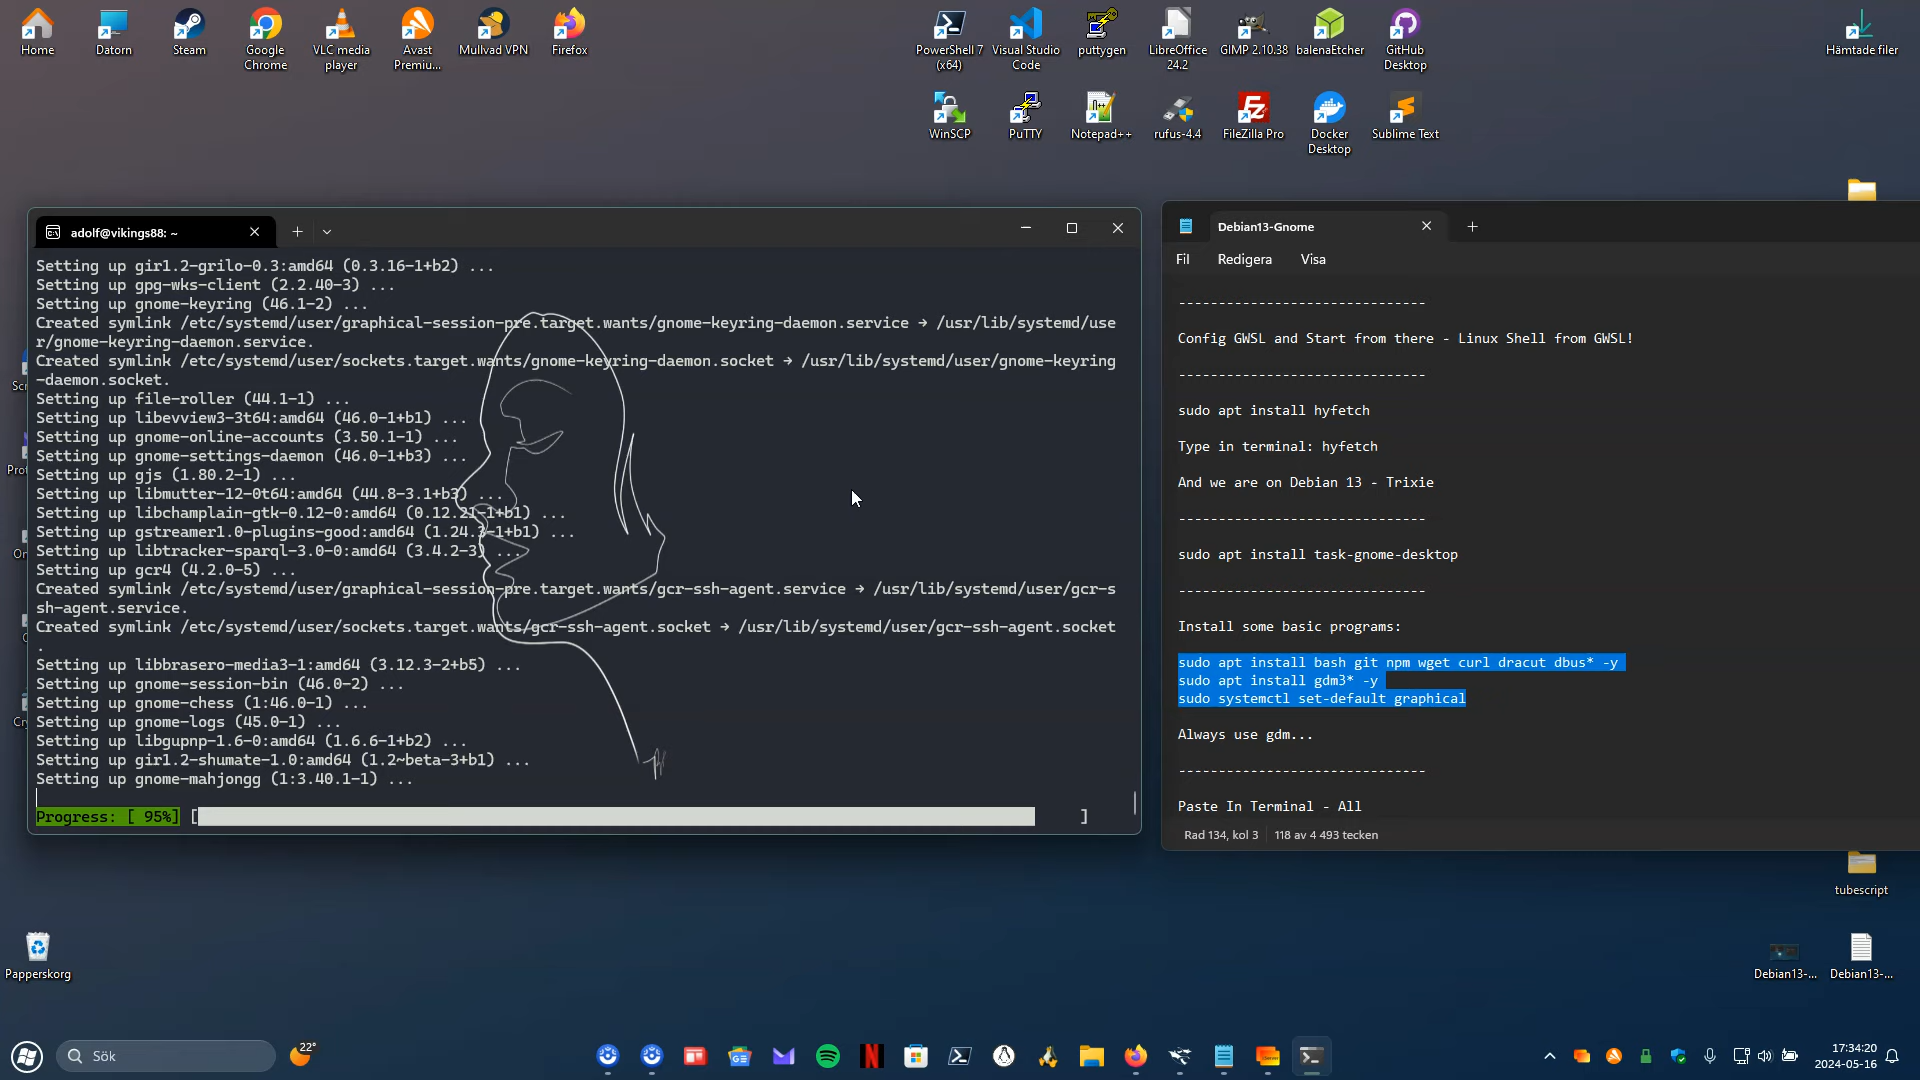 Home
Datorn
Steam
Google Chrome
VLC media player
Avast Premiu...
Mullvad VPN
Firefox
PowerShell 7 (x64)
Visual Studio Code
puttygen
LibreOffice 24.2
GIMP 2.10.38
balenaEtcher
GitHub Desktop
Hämtade filer
WinSCP
PuTTY
Notepad++
rufus-4.4
FileZilla Pro
Docker Desktop
Sublime Text
adolf@vikings88: ~
Setting up gir1.2-grilo-0.3:amd64 (0.3.16-1+b2) ...
Setting up gpg-wks-client (2.2.40-3) ...
Setting up gnome-keyring (46.1-2) ...
Created symlink /etc/systemd/user/graphical-session-pre.target.wants/gnome-keyring-daemon.service → /usr/lib/systemd/use
r/gnome-keyring-daemon.service.
Created symlink /etc/systemd/user/sockets.target.wants/gnome-keyring-daemon.socket → /usr/lib/systemd/user/gnome-keyring
-daemon.socket.
Setting up file-roller (44.1-1) ...
Setting up libevview3-3t64:amd64 (46.0-1+b1) ...
Setting up gnome-online-accounts (3.50.1-1) ...
Setting up gnome-settings-daemon (46.0-1+b3) ...
Setting up gjs (1.80.2-1) ...
Setting up libmutter-12-0t64:amd64 (44.8-3.1+b3) ...
Setting up libchamplain-gtk-0.12-0:amd64 (0.12.21-1+b1) ...
Setting up gstreamer1.0-plugins-good:amd64 (1.24.3-1+b1) ...
Setting up libtracker-sparql-3.0-0:amd64 (3.4.2-3) ...
Setting up gcr4 (4.2.0-5) ...
Created symlink /etc/systemd/user/graphical-session-pre.target.wants/gcr-ssh-agent.service → /usr/lib/systemd/user/gcr-s
sh-agent.service.
Created symlink /etc/systemd/user/sockets.target.wants/gcr-ssh-agent.socket → /usr/lib/systemd/user/gcr-ssh-agent.socket
.
Setting up libbrasero-media3-1:amd64 (3.12.3-2+b5) ...
Setting up gnome-session-bin (46.0-2) ...
Setting up gnome-chess (1:46.0-1) ...
Setting up gnome-logs (45.0-1) ...
Setting up libgupnp-1.6-0:amd64 (1.6.6-1+b2) ...
Setting up gir1.2-shumate-1.0:amd64 (1.2~beta-3+b1) ...
Setting up gnome-mahjongg (1:3.40.1-1) ...
Progress: [ 95%] [ ]
Debian13-Gnome
Fil Redigera Visa
-------------------------------
Config GWSL and Start from there - Linux Shell from GWSL!
-------------------------------
sudo apt install hyfetch
Type in terminal: hyfetch
And we are on Debian 13 - Trixie
-------------------------------
sudo apt install task-gnome-desktop
-------------------------------
Install some basic programs:
sudo apt install bash git npm wget curl dracut dbus* -y
sudo apt install gdm3* -y
sudo systemctl set-default graphical
Always use gdm...
-------------------------------
Paste In Terminal - All
Rad 134, kol 3 118 av 4 493 tecken
tubescript
Papperskorg
Debian13-...
Debian13-...
Sök
22°
17:34:20
2024-05-16